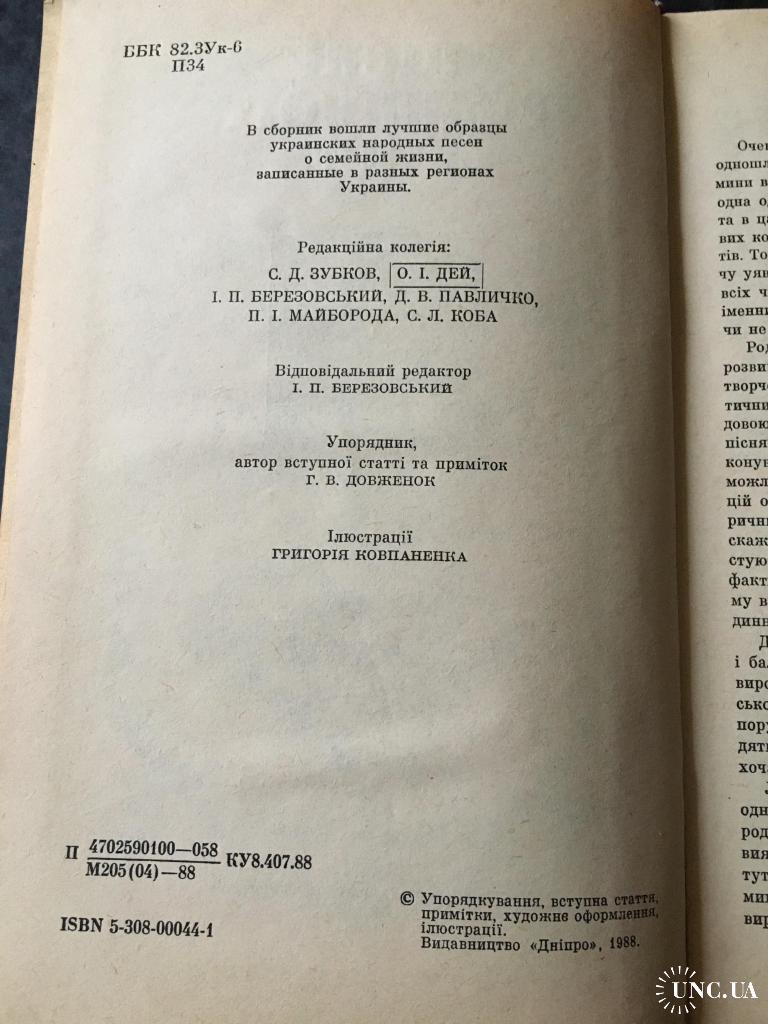 ББК 82.3Ук-6
П34
В сборник вошли лучшие образцы
украинских народных песен
о семейной жизни,
записанные в разных регионах
Украины.
Редакційна колегія:
С. Д. ЗУБКОВ, О. І. ДЕЙ,
І. П. БЕРЕЗОВСЬКИЙ, Д. В. ПАВЛИЧКО,
П. І. МАЙБОРОДА, С. Л. КОБА
Відповідальний редактор
І. П. БЕРЕЗОВСЬКИЙ
Упорядник,
автор вступної статті та приміток
Г. В. ДОВЖЕНОК
Ілюстрації
ГРИГОРІЯ КОВПАНЕНКА
П 4702590100—058
М205(04)—88 КУ8.407.88
ISBN 5-308-00044-1
© Упорядкування, вступна стаття,
примітки, художнє оформлення,
ілюстрації.
Видавництво «Дніпро», 1988.
UNC.UA